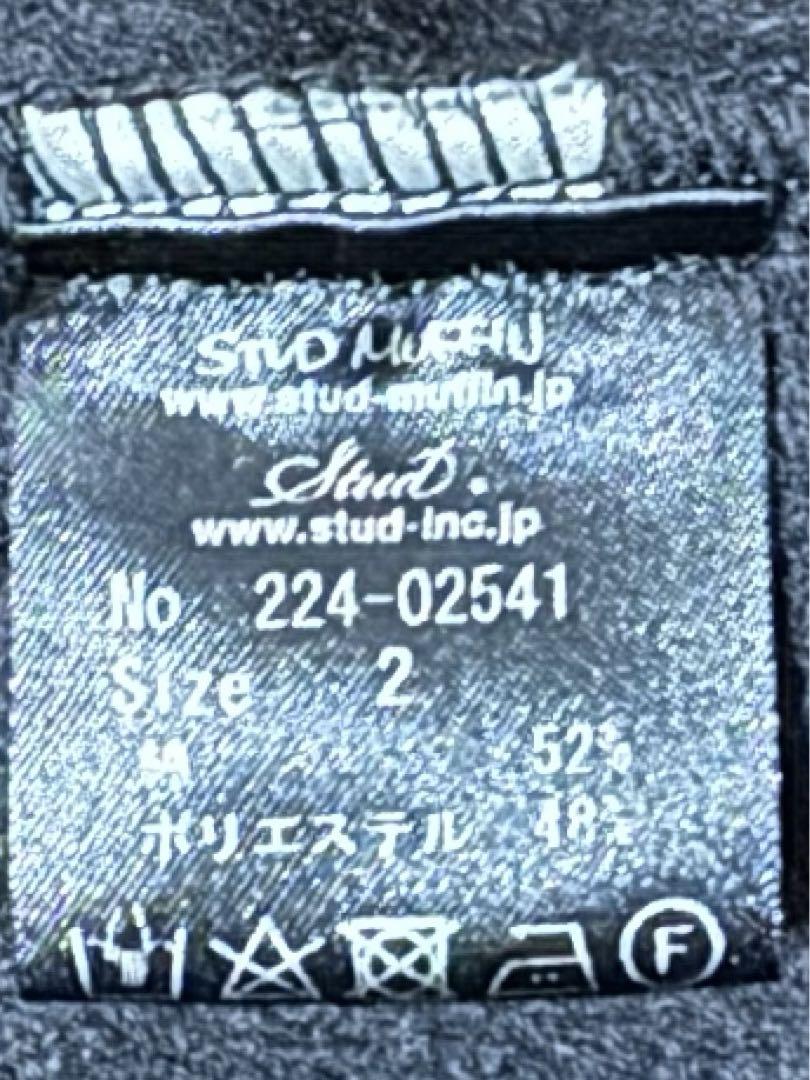 STUD MUFFIN
www.stud-muffin.jp
Stud.
www.stud-inc.jp
No. 224-02541
Size 2
綿 52%
ポリエステル 48%
F